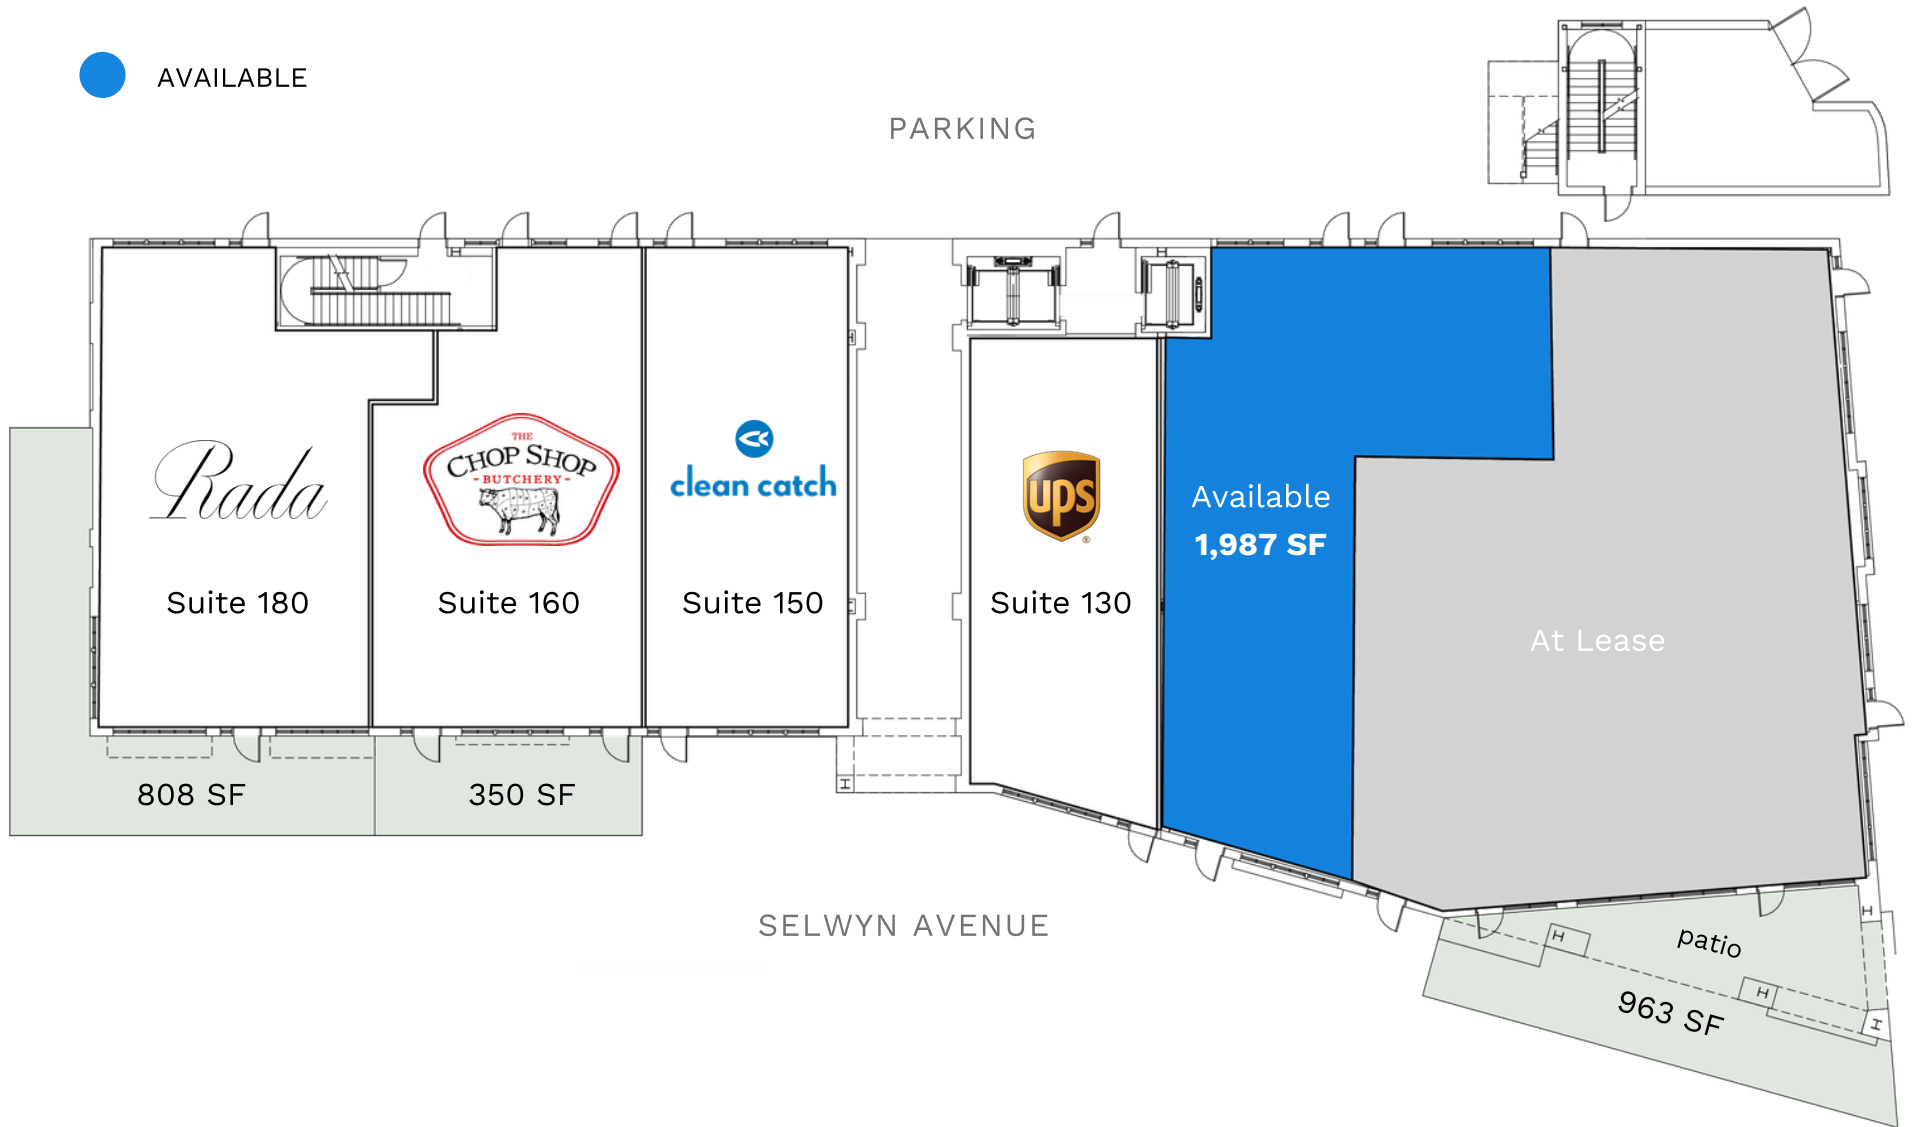 AVAILABLE
PARKING
Rada
Suite 180
THE
CHOP SHOP
-BUTCHERY-
Suite 160
clean catch
Suite 150
ups
®
Suite 130
Available
1,987 SF
At Lease
808 SF
350 SF
SELWYN AVENUE
patio
963 SF
H
H
H
H
H